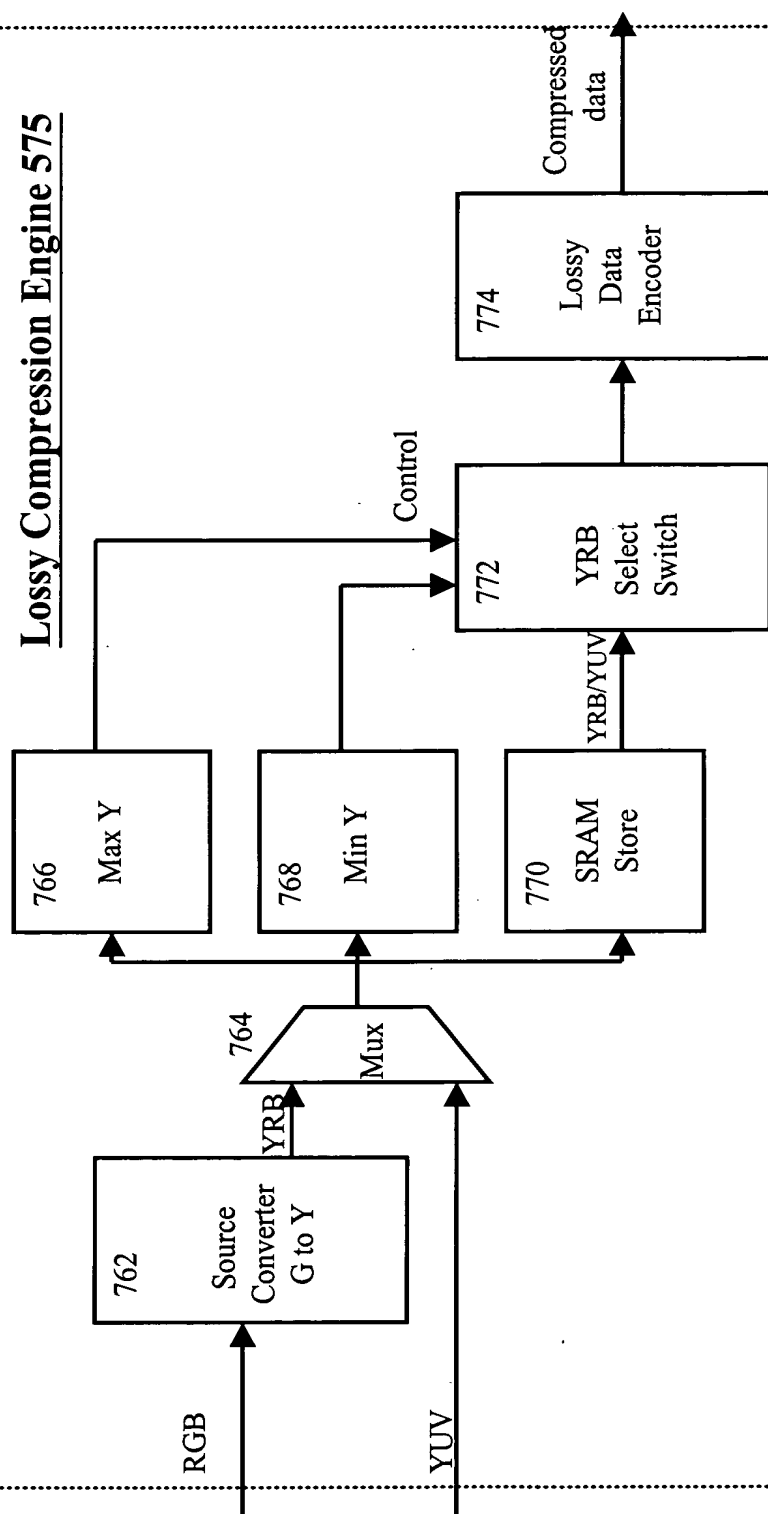 Lossy Compression Engine 575
RGB
YUV
762
Source
Converter
G to Y
YRB
764
Mux
766
Max Y
768
Min Y
770
SRAM
Store
YRB/YUV
Control
772
YRB
Select
Switch
774
Lossy
Data
Encoder
Compressed
data